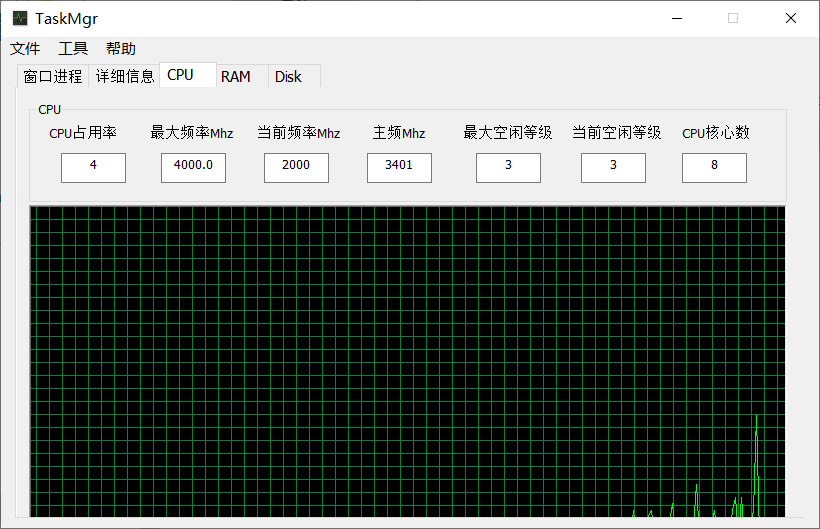 TaskMgr
文件 工具 帮助
窗口进程 详细信息 CPU RAM Disk
CPU
CPU占用率 最大频率Mhz 当前频率Mhz 主频Mhz 最大空闲等级 当前空闲等级 CPU核心数
4 4000.0 2000 3401 3 3 8